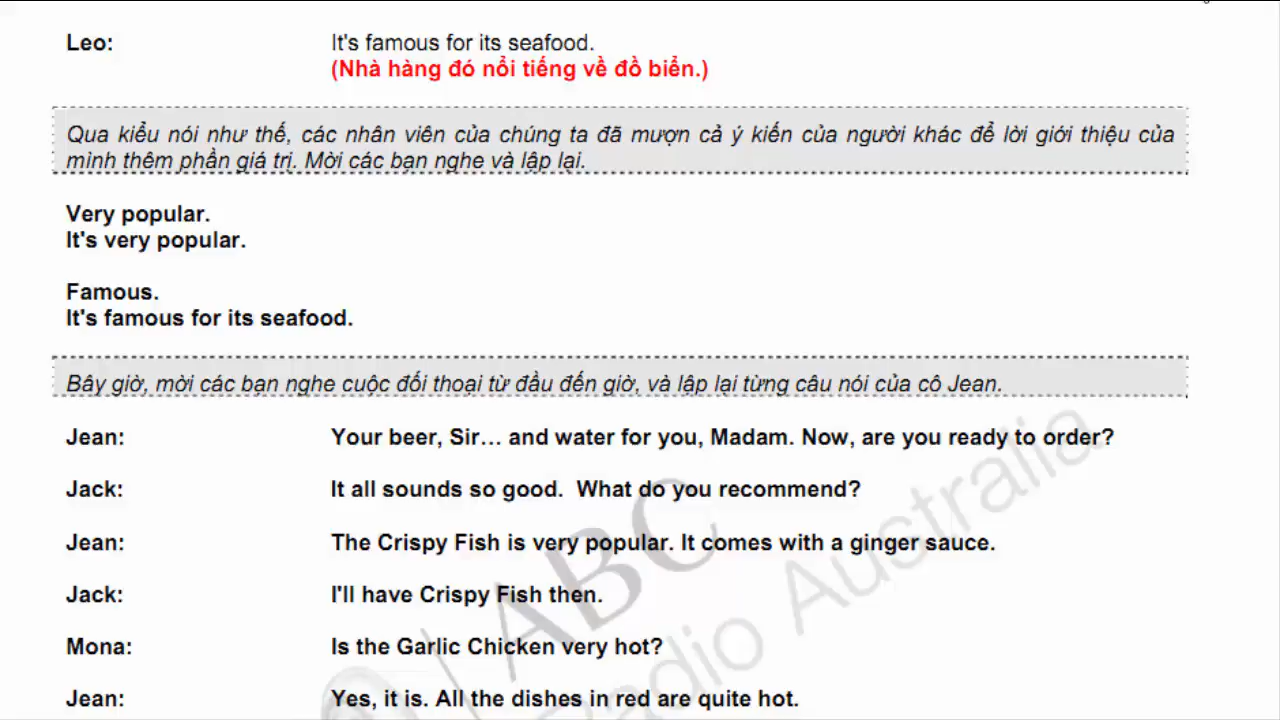 Leo: It's famous for its seafood.
(Nhà hàng đó nổi tiếng về đồ biển.)
Qua kiểu nói như thế, các nhân viên của chúng ta đã mượn cả ý kiến của người khác để lời giới thiệu của
mình thêm phần giá trị. Mời các bạn nghe và lập lại.
Very popular.
It's very popular.
Famous.
It's famous for its seafood.
Bây giờ, mời các bạn nghe cuộc đối thoại từ đầu đến giờ, và lập lại từng câu nói của cô Jean.
Jean: Your beer, Sir… and water for you, Madam. Now, are you ready to order?
Jack: It all sounds so good. What do you recommend?
Jean: The Crispy Fish is very popular. It comes with a ginger sauce.
Jack: I'll have Crispy Fish then.
Mona: Is the Garlic Chicken very hot?
Jean: Yes, it is. All the dishes in red are quite hot.
ABC
Radio Australia